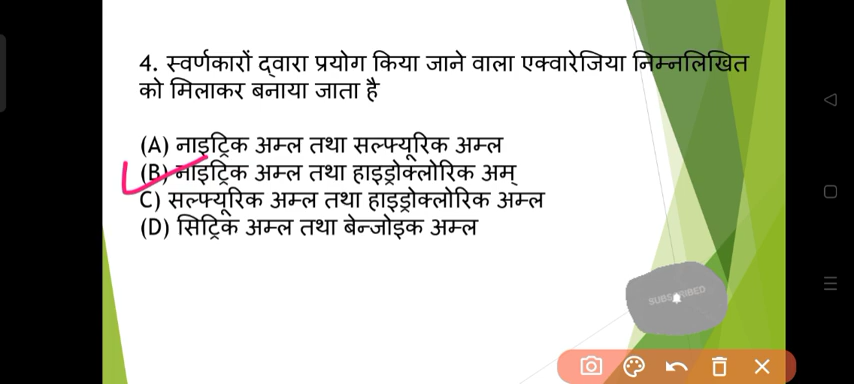 4. स्वर्णकारों द्वारा प्रयोग किया जाने वाला एक्वारेजिया निम्नलिखित
को मिलाकर बनाया जाता है
(A) नाइट्रिक अम्ल तथा सल्फ्यूरिक अम्ल
(B) नाइट्रिक अम्ल तथा हाइड्रोक्लोरिक अम्
C) सल्फ्यूरिक अम्ल तथा हाइड्रोक्लोरिक अम्ल
(D) सिट्रिक अम्ल तथा बेन्जोइक अम्ल
SUBSCRIBED